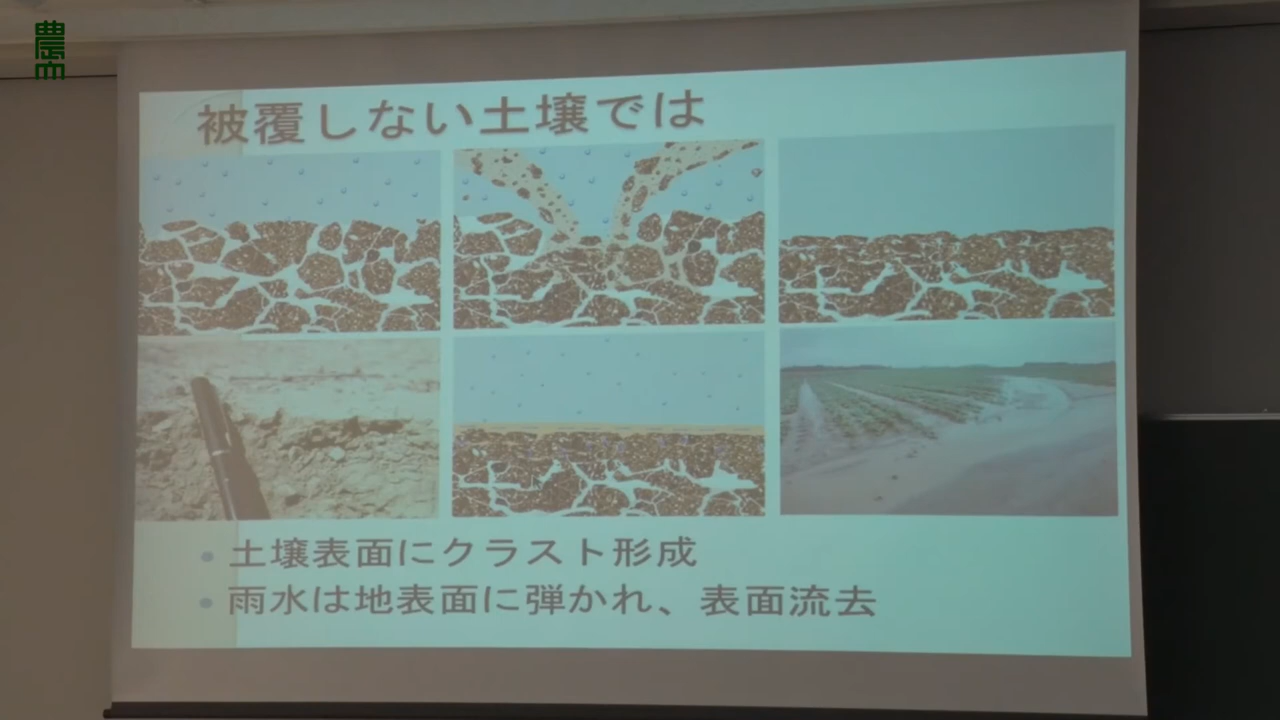 被覆しない土壌では
土壌表面にクラスト形成
雨水は地表面に弾かれ、表面流去